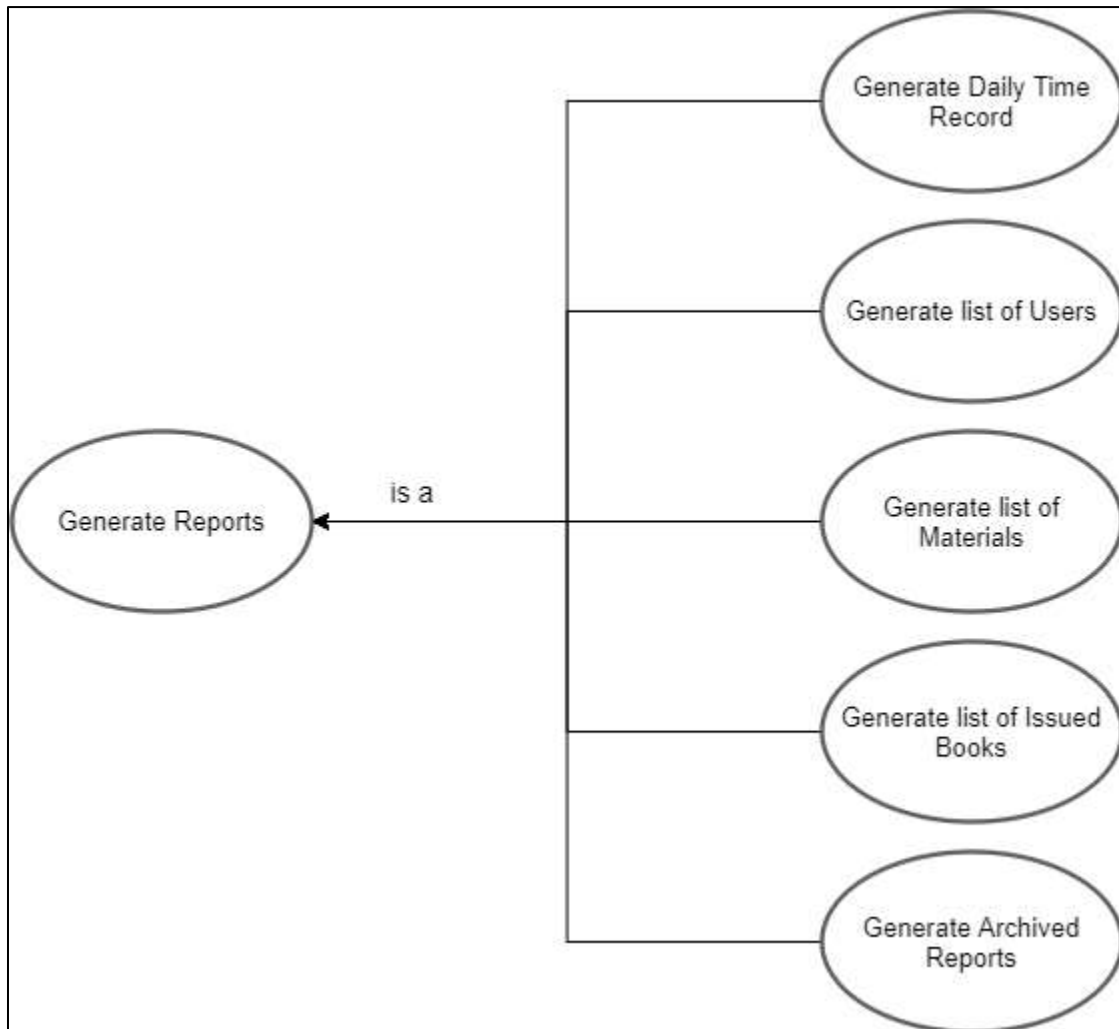 Generate Daily Time
Record
Generate list of Users
Generate Reports
is a
Generate list of
Materials
Generate list of Issued
Books
Generate Archived
Reports